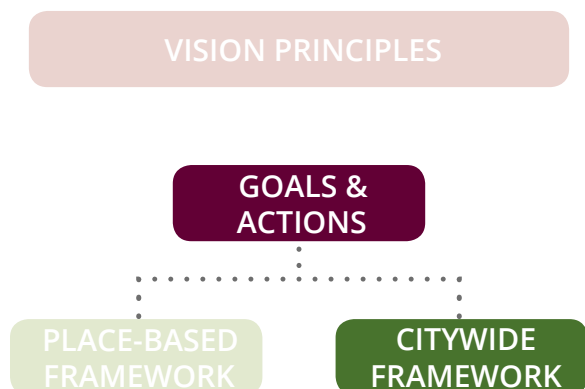 VISION PRINCIPLES
GOALS &
ACTIONS
PLACE-BASED
FRAMEWORK
CITYWIDE
FRAMEWORK